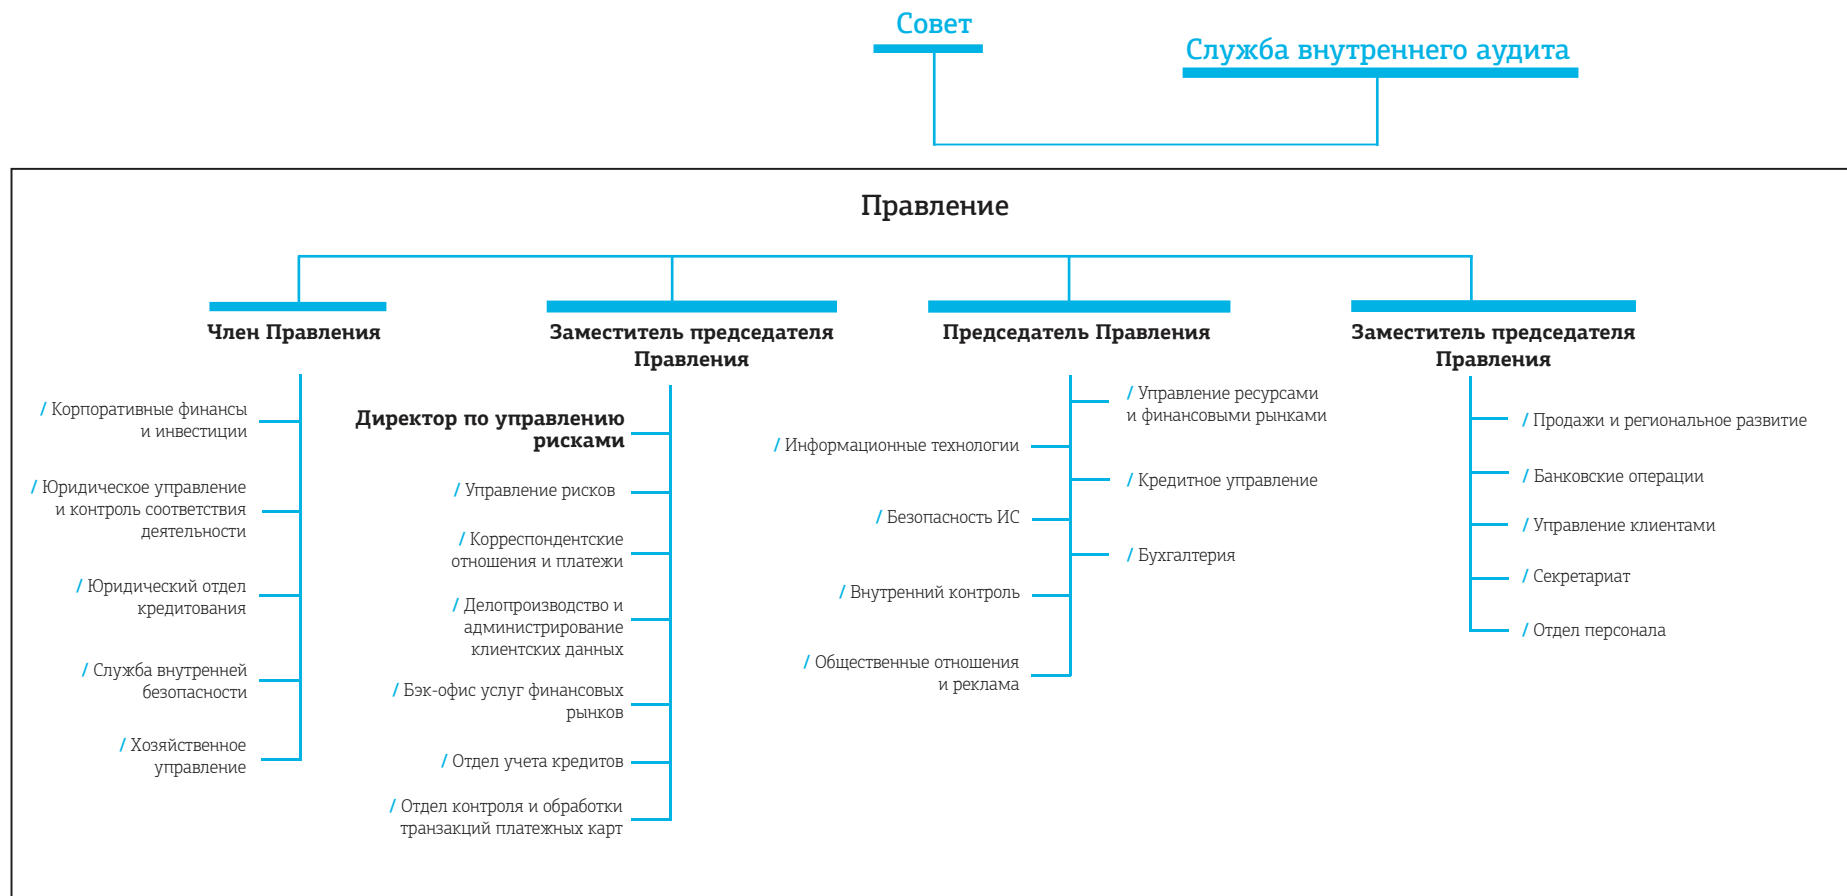 Совет
Служба внутреннего аудита
Правление
Член Правления
/ Корпоративные финансы
и инвестиции
/ Юридическое управление
и контроль соответствия
деятельности
/ Юридический отдел
кредитования
/ Служба внутренней
безопасности
/ Хозяйственное
управление
Заместитель председателя
Правления
Директор по управлению
рисками
/ Управление рисков
/ Корреспондентские
отношения и платежи
/ Делопроизводство и
администрирование
клиентских данных
/ Бэк-офис услуг финансовых
рынков
/ Отдел учета кредитов
/ Отдел контроля и обработки
транзакций платежных карт
Председатель Правления
/ Информационные технологии
/ Безопасность ИС
/ Внутренний контроль
/ Общественные отношения
и реклама
/ Управление ресурсами
и финансовыми рынками
/ Кредитное управление
/ Бухгалтерия
Заместитель председателя
Правления
/ Продажи и региональное развитие
/ Банковские операции
/ Управление клиентами
/ Секретариат
/ Отдел персонала